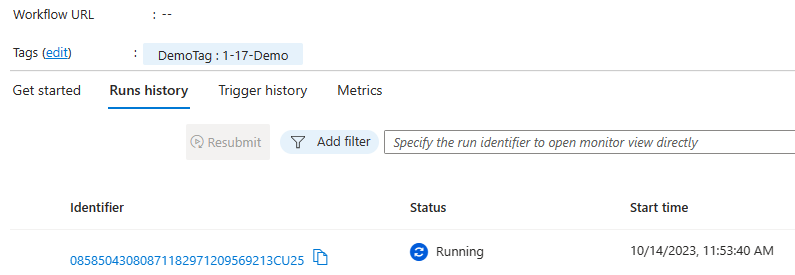 Workflow URL : --
Tags (edit) : DemoTag : 1-17-Demo
Get started Runs history Trigger history Metrics
Resubmit Add filter Specify the run identifier to open monitor view directly
Identifier Status Start time
08585043080871182971209569213CU25 Running 10/14/2023, 11:53:40 AM